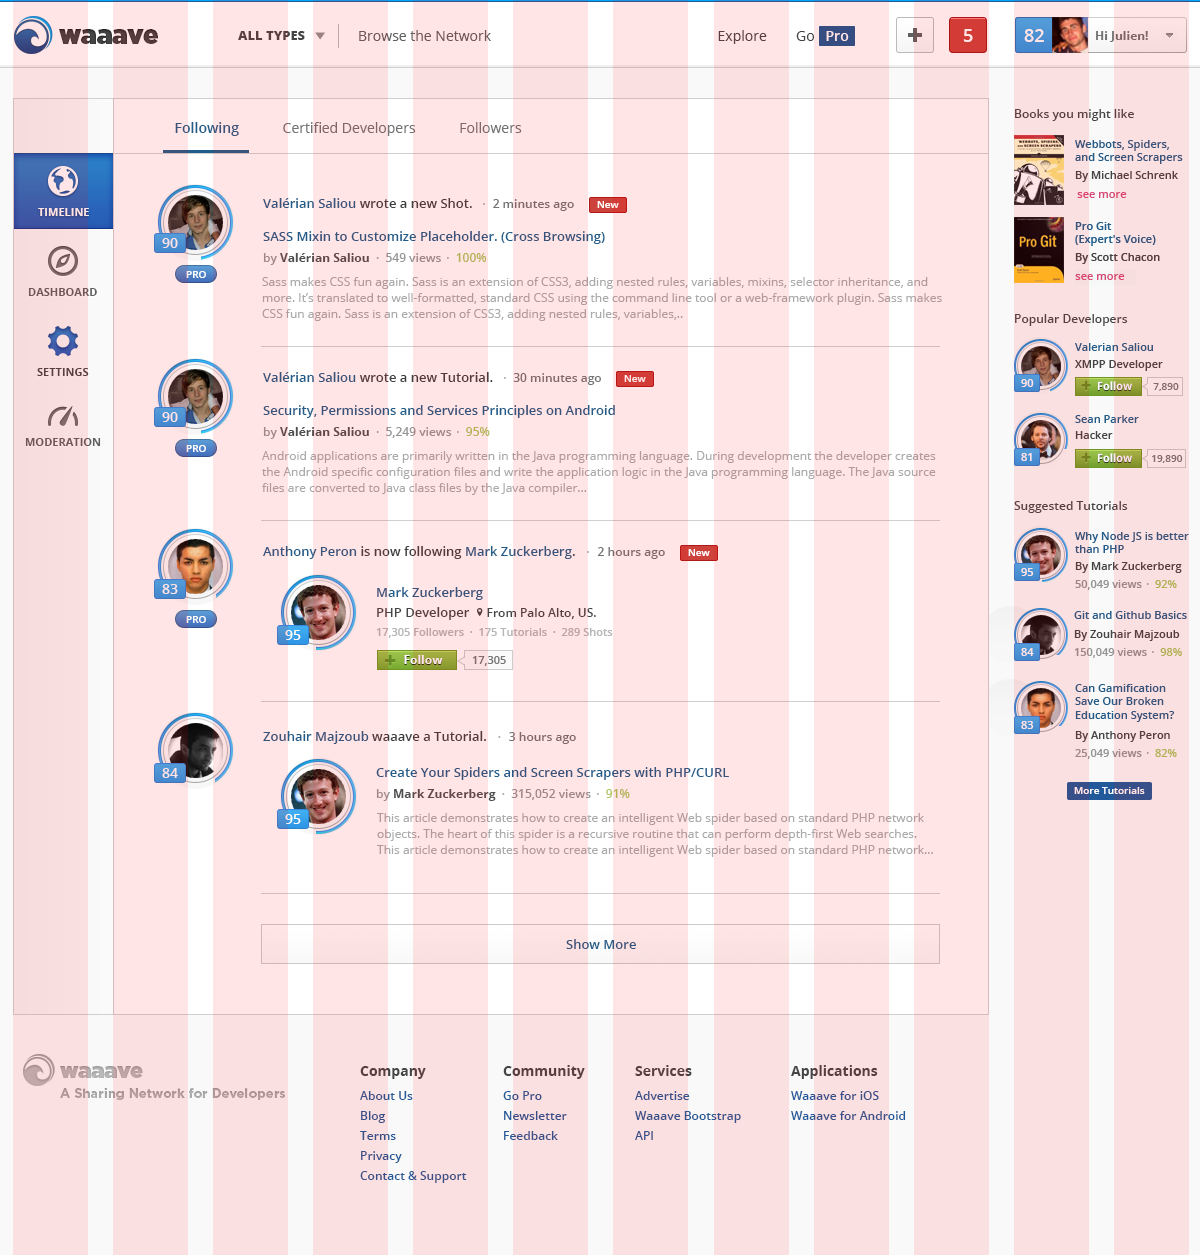 waaave
ALL TYPES
Browse the Network
Explore
Go Pro
5
82
Hi Julien!
Following
Certified Developers
Followers
TIMELINE
DASHBOARD
SETTINGS
MODERATION
Valérian Saliou wrote a new Shot. · 2 minutes ago New
90
PRO
SASS Mixin to Customize Placeholder. (Cross Browsing)
by Valérian Saliou · 549 views · 100%
Sass makes CSS fun again. Sass is an extension of CSS3, adding nested rules, variables, mixins, selector inheritance, and
more. It's translated to well-formatted, standard CSS using the command line tool or a web-framework plugin. Sass makes
CSS fun again. Sass is an extension of CSS3, adding nested rules, variables,..
Valérian Saliou wrote a new Tutorial. · 30 minutes ago New
90
PRO
Security, Permissions and Services Principles on Android
by Valérian Saliou · 5,249 views · 95%
Android applications are primarily written in the Java programming language. During development the developer creates
the Android specific configuration files and write the application logic in the Java programming language. The Java source
files are converted to Java class files by the Java compiler...
Anthony Peron is now following Mark Zuckerberg. · 2 hours ago New
83
PRO
95
Mark Zuckerberg
PHP Developer From Palo Alto, US.
17,305 Followers · 175 Tutorials · 289 Shots
Follow 17,305
Zouhair Majzoub waaave a Tutorial. · 3 hours ago
84
95
Create Your Spiders and Screen Scrapers with PHP/CURL
by Mark Zuckerberg · 315,052 views · 91%
This article demonstrates how to create an intelligent Web spider based on standard PHP network
objects. The heart of this spider is a recursive routine that can perform depth-first Web searches.
This article demonstrates how to create an intelligent Web spider based on standard PHP network...
Show More
Books you might like
WEBBOTS, SPIDERS,
AND SCREEN SCRAPERS
Webbots, Spiders,
and Screen Scrapers
By Michael Schrenk
see more
Pro Git
Pro Git
(Expert's Voice)
By Scott Chacon
see more
Popular Developers
90
Valerian Saliou
XMPP Developer
Follow 7,890
81
Sean Parker
Hacker
Follow 19,890
Suggested Tutorials
95
Why Node JS is better
than PHP
By Mark Zuckerberg
50,049 views · 92%
84
Git and Github Basics
By Zouhair Majzoub
150,049 views · 98%
83
Can Gamification
Save Our Broken
Education System?
By Anthony Peron
25,049 views · 82%
More Tutorials
waaave
A Sharing Network for Developers
Company
About Us
Blog
Terms
Privacy
Contact & Support
Community
Go Pro
Newsletter
Feedback
Services
Advertise
Waaave Bootstrap
API
Applications
Waaave for iOS
Waaave for Android